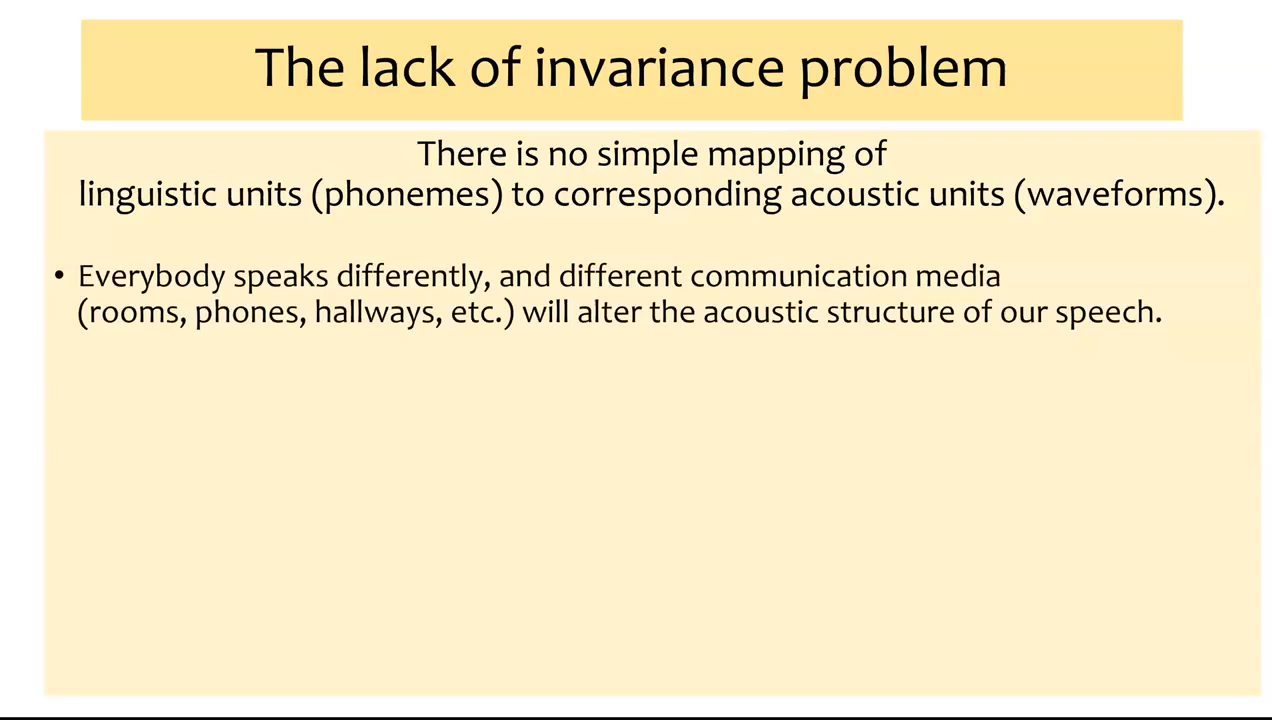 The lack of invariance problem
There is no simple mapping of
linguistic units (phonemes) to corresponding acoustic units (waveforms).
• Everybody speaks differently, and different communication media
(rooms, phones, hallways, etc.) will alter the acoustic structure of our speech.